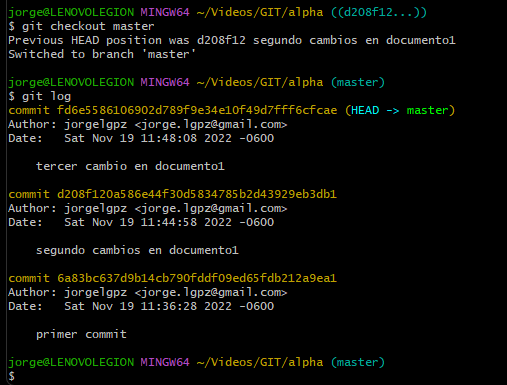 jorge@LENOVOLEGION MINGW64 ~/Videos/GIT/alpha ((d208f12...))
$ git checkout master
Previous HEAD position was d208f12 segundo cambios en documento1
Switched to branch 'master'
jorge@LENOVOLEGION MINGW64 ~/Videos/GIT/alpha (master)
$ git log
commit fd6e5586106902d789f9e34e10f49d7fff6cfcae (HEAD -> master)
Author: jorgelgpz <jorge.lgpz@gmail.com>
Date:   Sat Nov 19 11:48:08 2022 -0600
tercer cambio en documento1
commit d208f120a586e44f30d5834785b2d43929eb3db1
Author: jorgelgpz <jorge.lgpz@gmail.com>
Date:   Sat Nov 19 11:44:58 2022 -0600
segundo cambios en documento1
commit 6a83bc637d9b14cb790fddf09ed65fdb212a9ea1
Author: jorgelgpz <jorge.lgpz@gmail.com>
Date:   Sat Nov 19 11:36:28 2022 -0600
primer commit
jorge@LENOVOLEGION MINGW64 ~/Videos/GIT/alpha (master)
$